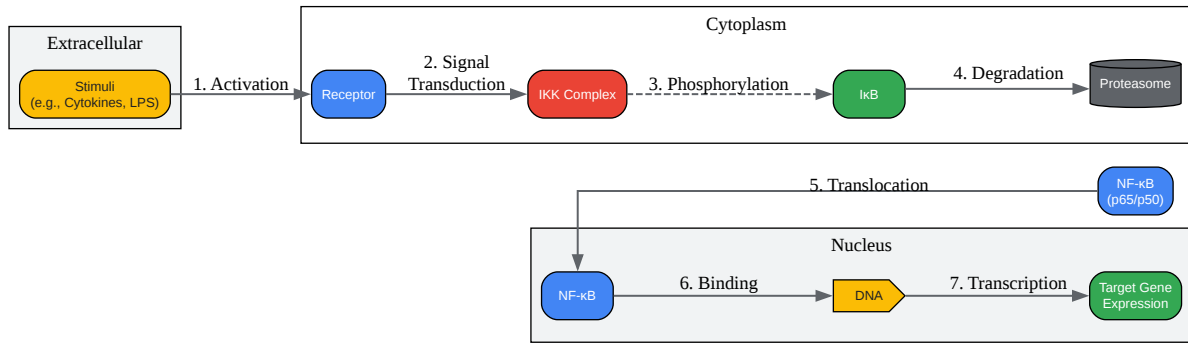 Extracellular
Cytoplasm
Stimuli
(e.g., Cytokines, LPS)
1. Activation
Receptor
2. Signal
Transduction
IKK Complex
3. Phosphorylation
IκB
4. Degradation
Proteasome
5. Translocation
NF-κB
(p65/p50)
Nucleus
NF-κB
6. Binding
DNA
7. Transcription
Target Gene
Expression